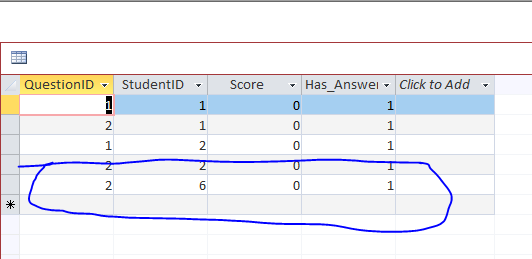 QuestionID StudentID Score Has_Answer Click to Add
1 1 0 1
2 1 0 1
1 2 0 1
2 2 0 1
2 6 0 1